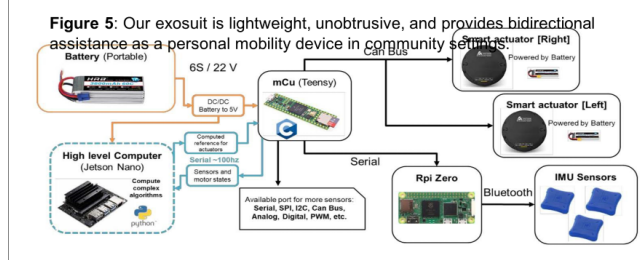 Figure 5: Our exosuit is lightweight, unobtrusive, and provides bidirectional
assistance as a personal mobility device in community settings.
Battery (Portable)
6S / 22 V
DC/DC
Battery to 5V
mCu (Teensy)
Can Bus
Smart actuator [Right]
Powered by Battery
Smart actuator [Left]
Powered by Battery
High level Computer
(Jetson Nano)
Compute
complex
algorithms
python
Computed
reference for
actuators
Serial ~100hz
Sensors and
motor states
C
Available port for more sensors:
Serial, SPI, I2C, Can Bus,
Analog, Digital, PWM, etc.
Serial
Rpi Zero
Bluetooth
IMU Sensors